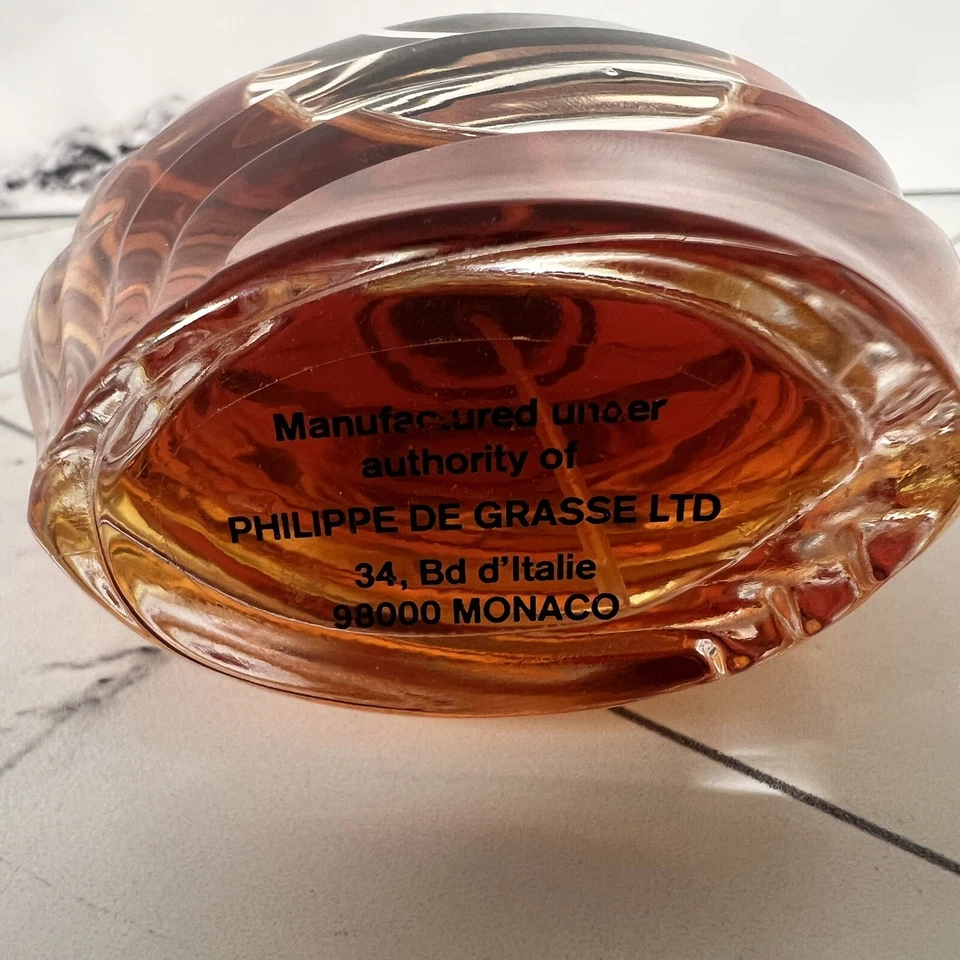 Manufactured under
authority of
PHILIPPE DE GRASSE LTD
34, Bd d'Italie
98000 MONACO